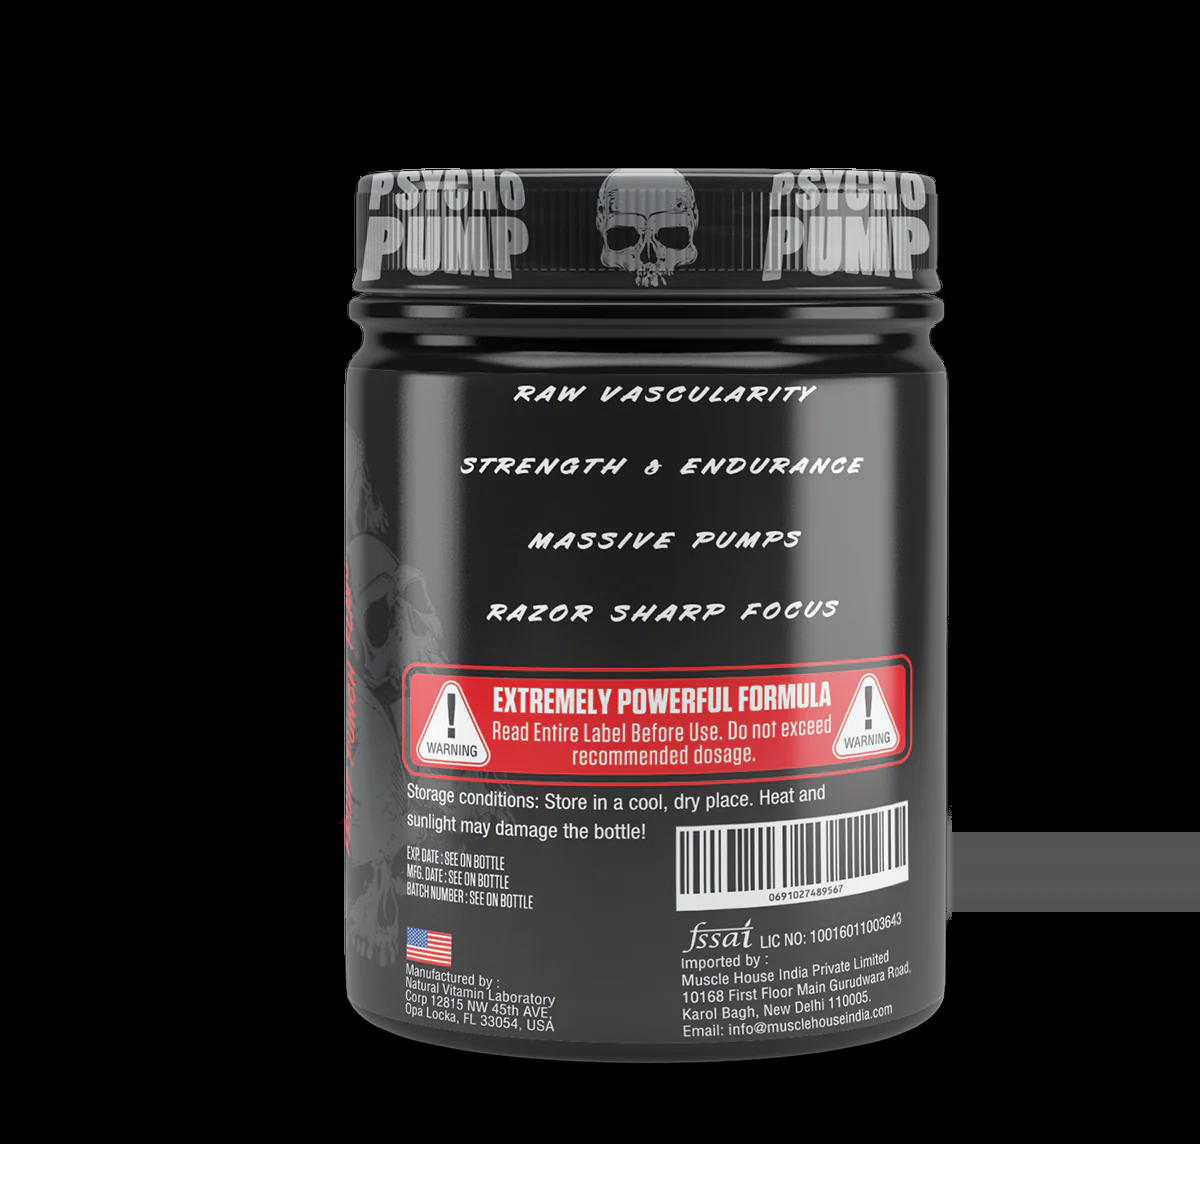 PSYCHO
PUMP
PSYCHO
PUMP
RAW VASCULARITY
STRENGTH & ENDURANCE
MASSIVE PUMPS
RAZOR SHARP FOCUS
EXTREMELY POWERFUL FORMULA
Read Entire Label Before Use. Do not exceed
recommended dosage.
! WARNING
! WARNING
Storage conditions: Store in a cool, dry place. Heat and
sunlight may damage the bottle!
EXP. DATE : SEE ON BOTTLE
MFG. DATE : SEE ON BOTTLE
BATCH NUMBER : SEE ON BOTTLE
0691027489567
Manufactured by :
Natural Vitamin Laboratory
Corp 12815 NW 45th AVE,
Opa Locka, FL 33054, USA
fssai LIC NO: 10016011003643
Imported by :
Muscle House India Private Limited
10168 First Floor Main Gurudwara Road,
Karol Bagh, New Delhi 110005.
Email: info@musclehouseindia.com